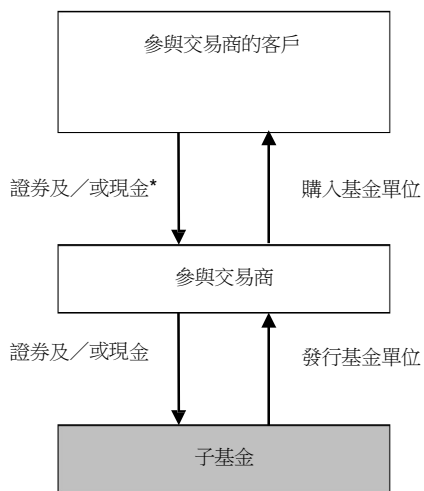 參與交易商的客戶
證券及／或現金*
購入基金單位
參與交易商
證券及／或現金
發行基金單位
子基金